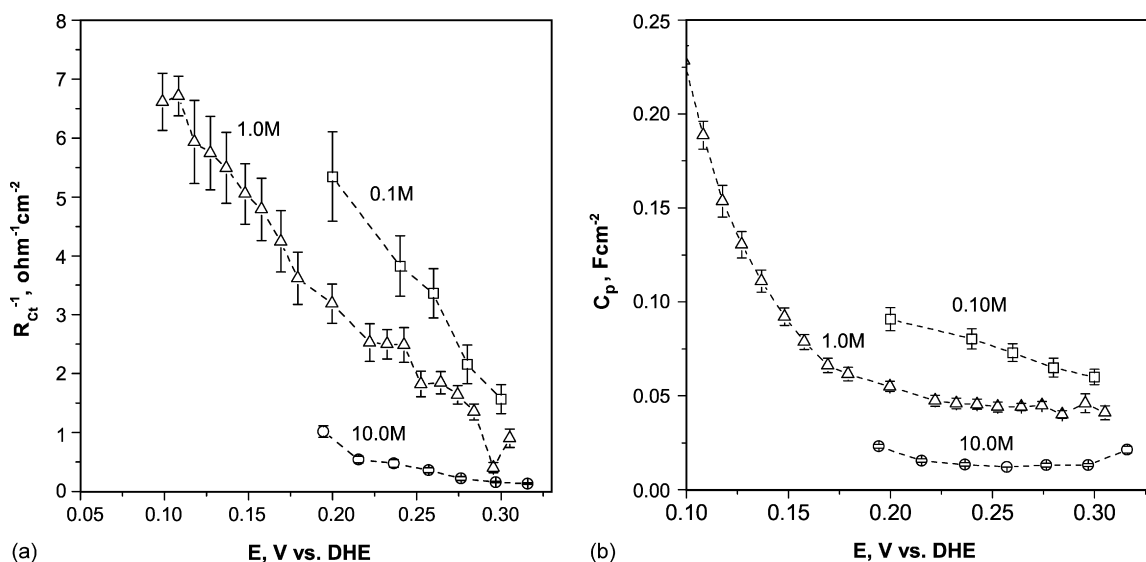 8
7
6
5
4
3
2
1
0
0.05
0.10
0.15
0.20
0.25
0.30
1.0M
0.1M
10.0M
R_Ct^-1, ohm^-1cm^-2
E, V vs. DHE
(a)
0.25
0.20
0.15
0.10
0.05
0.00
0.10
0.15
0.20
0.25
0.30
0.10M
1.0M
10.0M
C_p, Fcm^-2
E, V vs. DHE
(b)